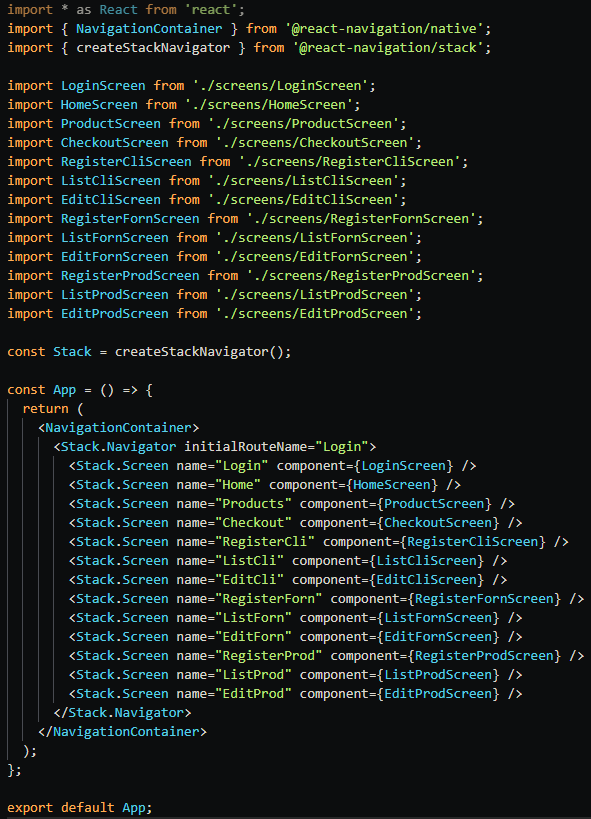 import * as React from 'react';
import { NavigationContainer } from '@react-navigation/native';
import { createStackNavigator } from '@react-navigation/stack';

import LoginScreen from './screens/LoginScreen';
import HomeScreen from './screens/HomeScreen';
import ProductScreen from './screens/ProductScreen';
import CheckoutScreen from './screens/CheckoutScreen';
import RegisterCliScreen from './screens/RegisterCliScreen';
import ListCliScreen from './screens/ListCliScreen';
import EditCliScreen from './screens/EditCliScreen';
import RegisterFornScreen from './screens/RegisterFornScreen';
import ListFornScreen from './screens/ListFornScreen';
import EditFornScreen from './screens/EditFornScreen';
import RegisterProdScreen from './screens/RegisterProdScreen';
import ListProdScreen from './screens/ListProdScreen';
import EditProdScreen from './screens/EditProdScreen';

const Stack = createStackNavigator();

const App = () => {
  return (
    <NavigationContainer>
      <Stack.Navigator initialRouteName="Login">
        <Stack.Screen name="Login" component={LoginScreen} />
        <Stack.Screen name="Home" component={HomeScreen} />
        <Stack.Screen name="Products" component={ProductScreen} />
        <Stack.Screen name="Checkout" component={CheckoutScreen} />
        <Stack.Screen name="RegisterCli" component={RegisterCliScreen} />
        <Stack.Screen name="ListCli" component={ListCliScreen} />
        <Stack.Screen name="EditCli" component={EditCliScreen} />
        <Stack.Screen name="RegisterForn" component={RegisterFornScreen} />
        <Stack.Screen name="ListForn" component={ListFornScreen} />
        <Stack.Screen name="EditForn" component={EditFornScreen} />
        <Stack.Screen name="RegisterProd" component={RegisterProdScreen} />
        <Stack.Screen name="ListProd" component={ListProdScreen} />
        <Stack.Screen name="EditProd" component={EditProdScreen} />
      </Stack.Navigator>
    </NavigationContainer>
  );
};

export default App;